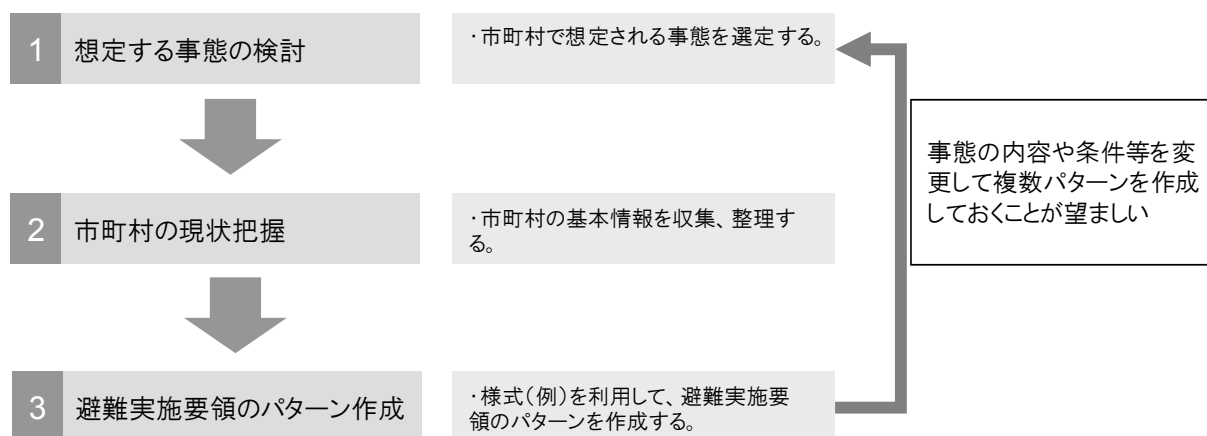 1 想定する事態の検討
・市町村で想定される事態を選定する。
2 市町村の現状把握
・市町村の基本情報を収集、整理す
る。
3 避難実施要領のパターン作成
・様式(例)を利用して、避難実施要
領のパターンを作成する。
事態の内容や条件等を変
更して複数パターンを作成
しておくことが望ましい